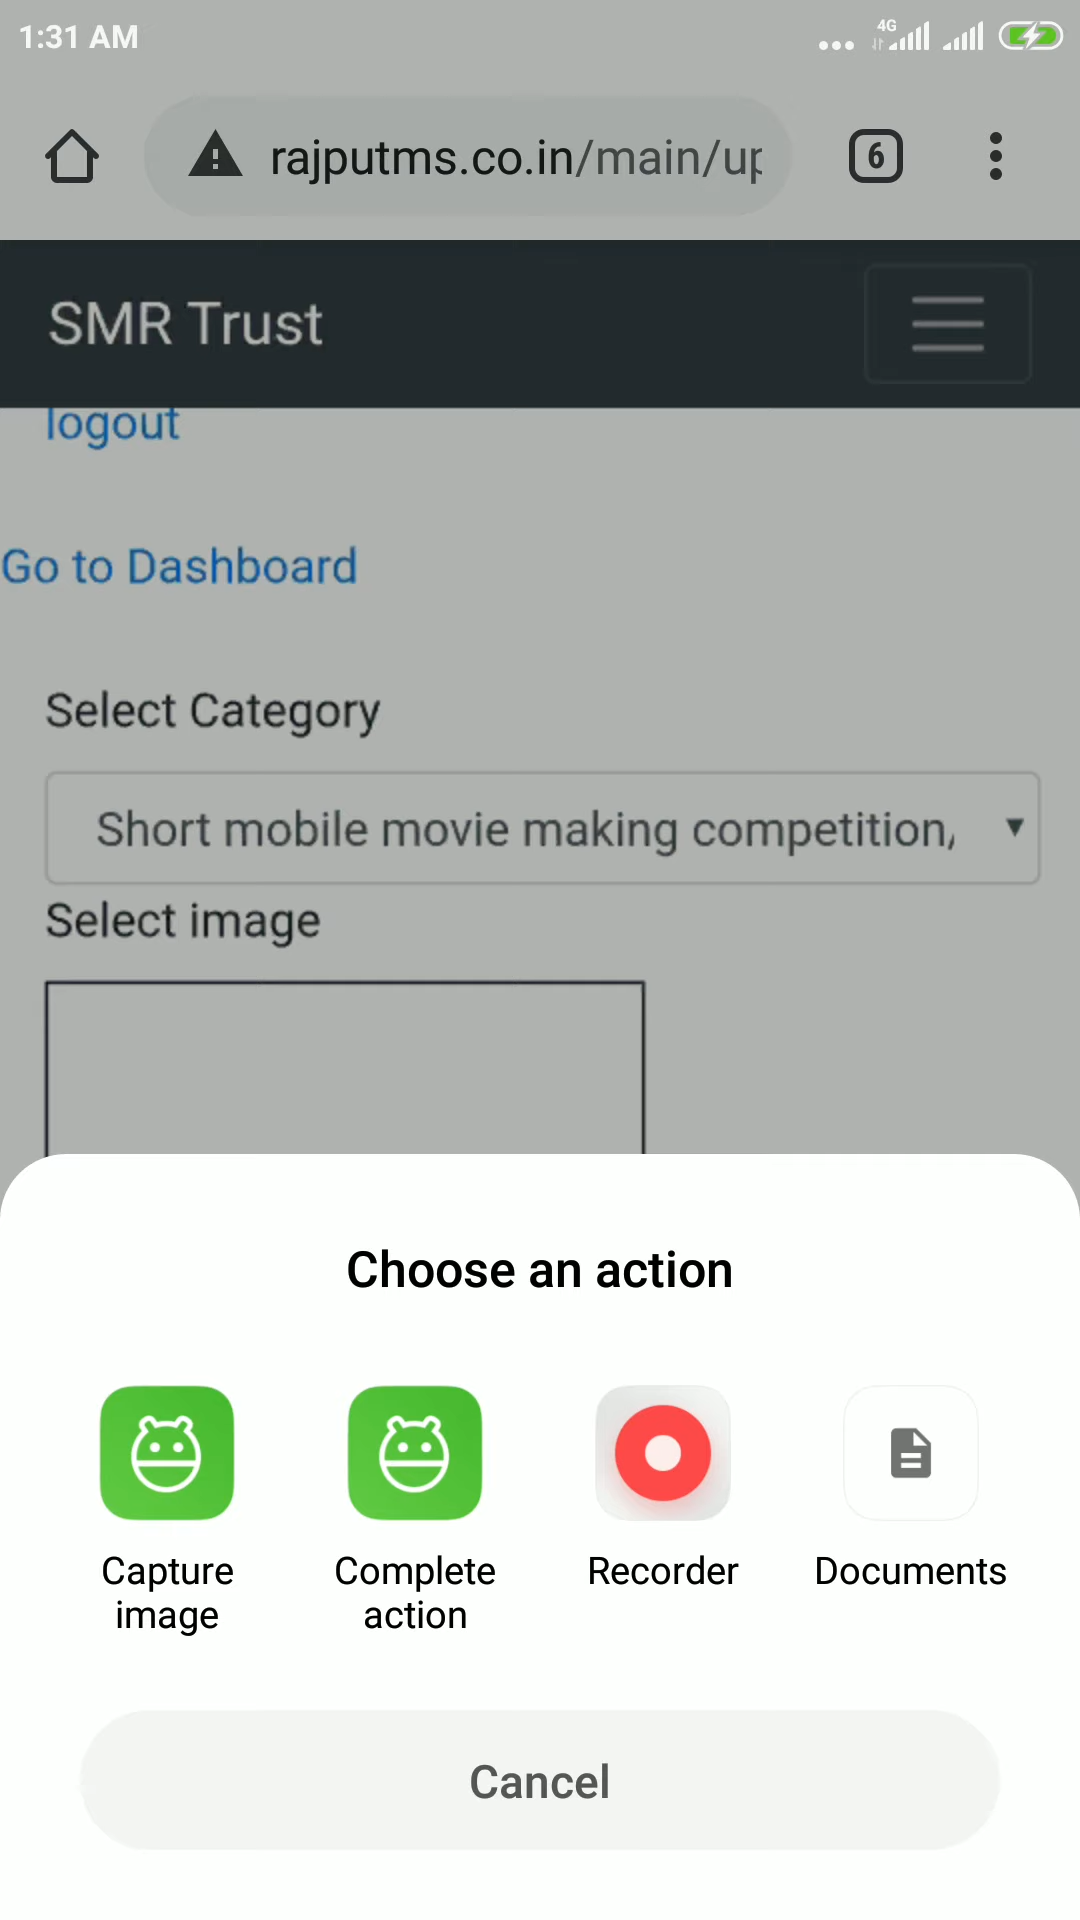 1:31 AM
4G
rajputms.co.in/main/up
6
SMR Trust
logout
Go to Dashboard
Select Category
Short mobile movie making competition,
Select image
Choose an action
Capture
image
Complete
action
Recorder
Documents
Cancel